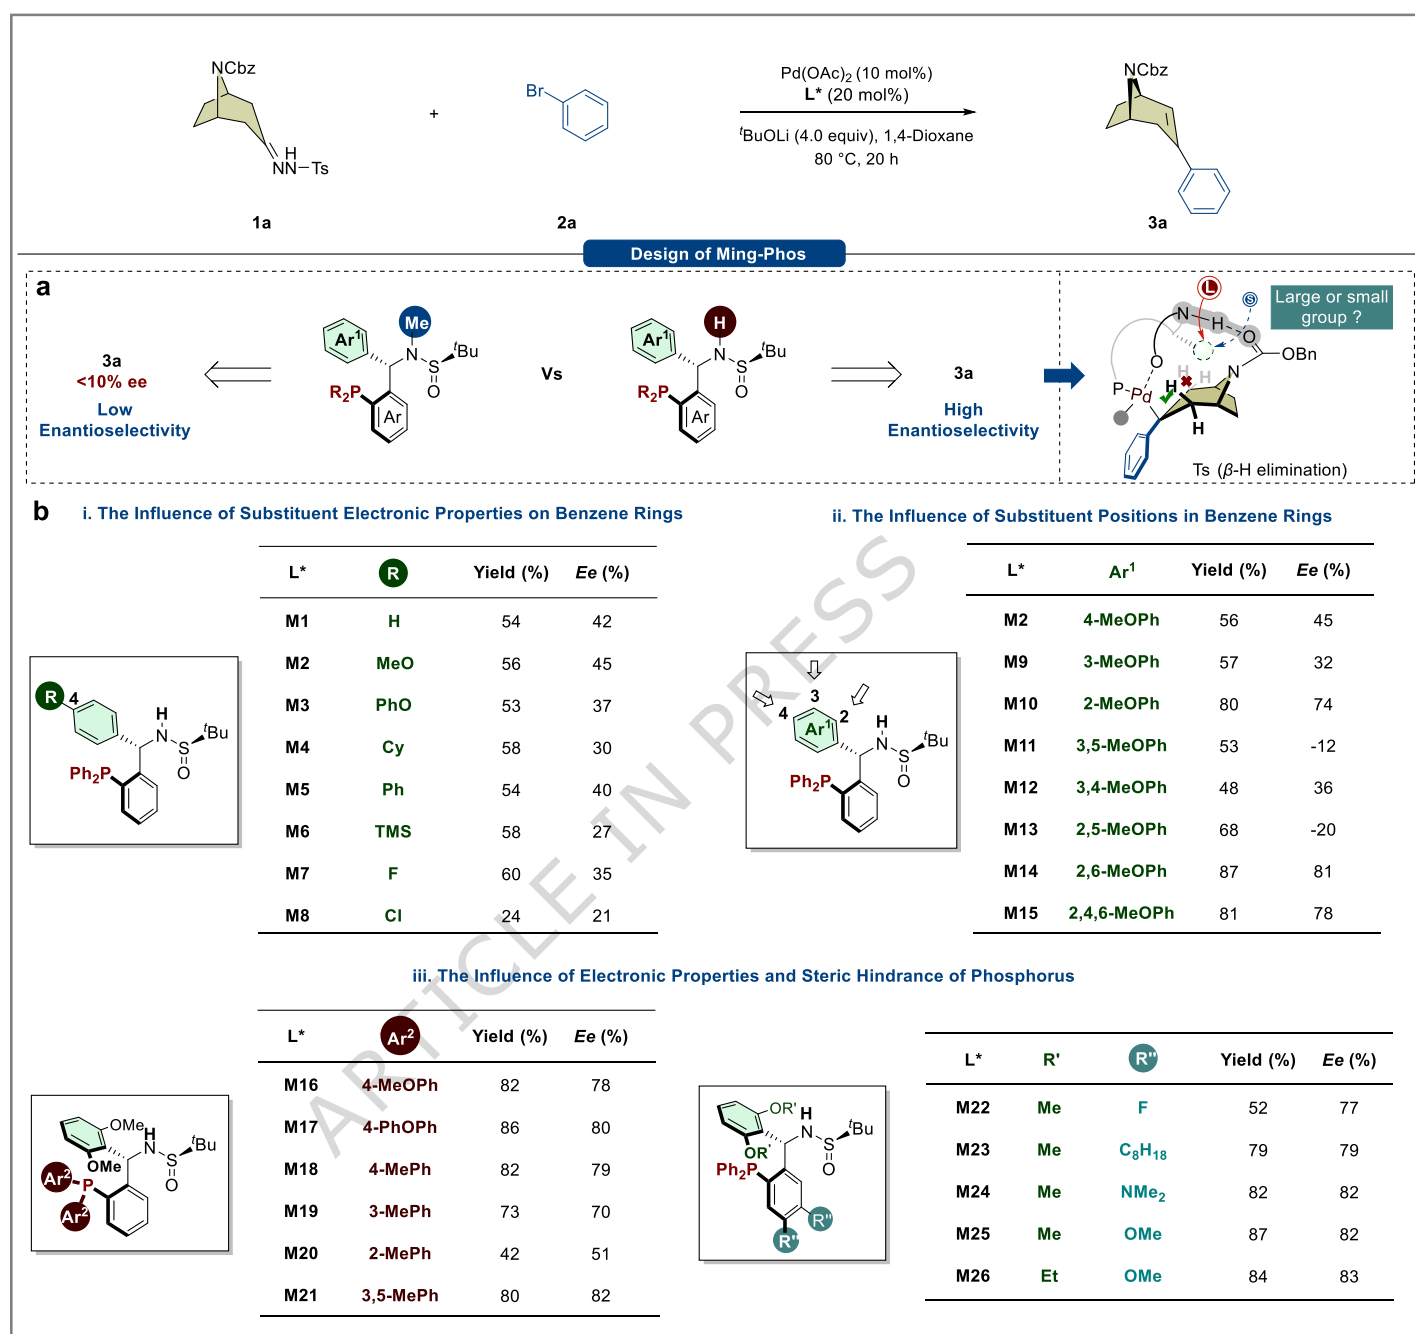 NCbz
H
NN–Ts
1a
+
Br
2a
Pd(OAc)2 (10 mol%)
L* (20 mol%)
tBuOLi (4.0 equiv), 1,4-Dioxane
80 °C, 20 h
NCbz
3a
Design of Ming-Phos
a
3a
<10% ee
Low
Enantioselectivity
Me
Ar1
N
S
tBu
O
R2P
Ar
Vs
H
Ar1
N
S
tBu
O
R2P
Ar
3a
High
Enantioselectivity
L
S
Large or small
group ?
N
H
O
O
OBn
N
P
Pd
H
H
H
H
Ts (β-H elimination)
b
i. The Influence of Substituent Electronic Properties on Benzene Rings
R
4
H
NH
S
tBu
O
Ph2P
L* R Yield (%) Ee (%)
M1 H 54 42
M2 MeO 56 45
M3 PhO 53 37
M4 Cy 58 30
M5 Ph 54 40
M6 TMS 58 27
M7 F 60 35
M8 Cl 24 21
ii. The Influence of Substituent Positions in Benzene Rings
3
4
2
Ar1
H
NH
S
tBu
O
Ph2P
L* Ar1 Yield (%) Ee (%)
M2 4-MeOPh 56 45
M9 3-MeOPh 57 32
M10 2-MeOPh 80 74
M11 3,5-MeOPh 53 -12
M12 3,4-MeOPh 48 36
M13 2,5-MeOPh 68 -20
M14 2,6-MeOPh 87 81
M15 2,4,6-MeOPh 81 78
iii. The Influence of Electronic Properties and Steric Hindrance of Phosphorus
OMe
H
NH
S
tBu
O
OMe
Ar2
P
Ar2
L* Ar2 Yield (%) Ee (%)
M16 4-MeOPh 82 78
M17 4-PhOPh 86 80
M18 4-MePh 82 79
M19 3-MePh 73 70
M20 2-MePh 42 51
M21 3,5-MePh 80 82
OR'
H
NH
S
tBu
O
OR'
Ph2P
R''
R''
L* R' R'' Yield (%) Ee (%)
M22 Me F 52 77
M23 Me C8H18 79 79
M24 Me NMe2 82 82
M25 Me OMe 87 82
M26 Et OMe 84 83
ARTICLE IN PRESS